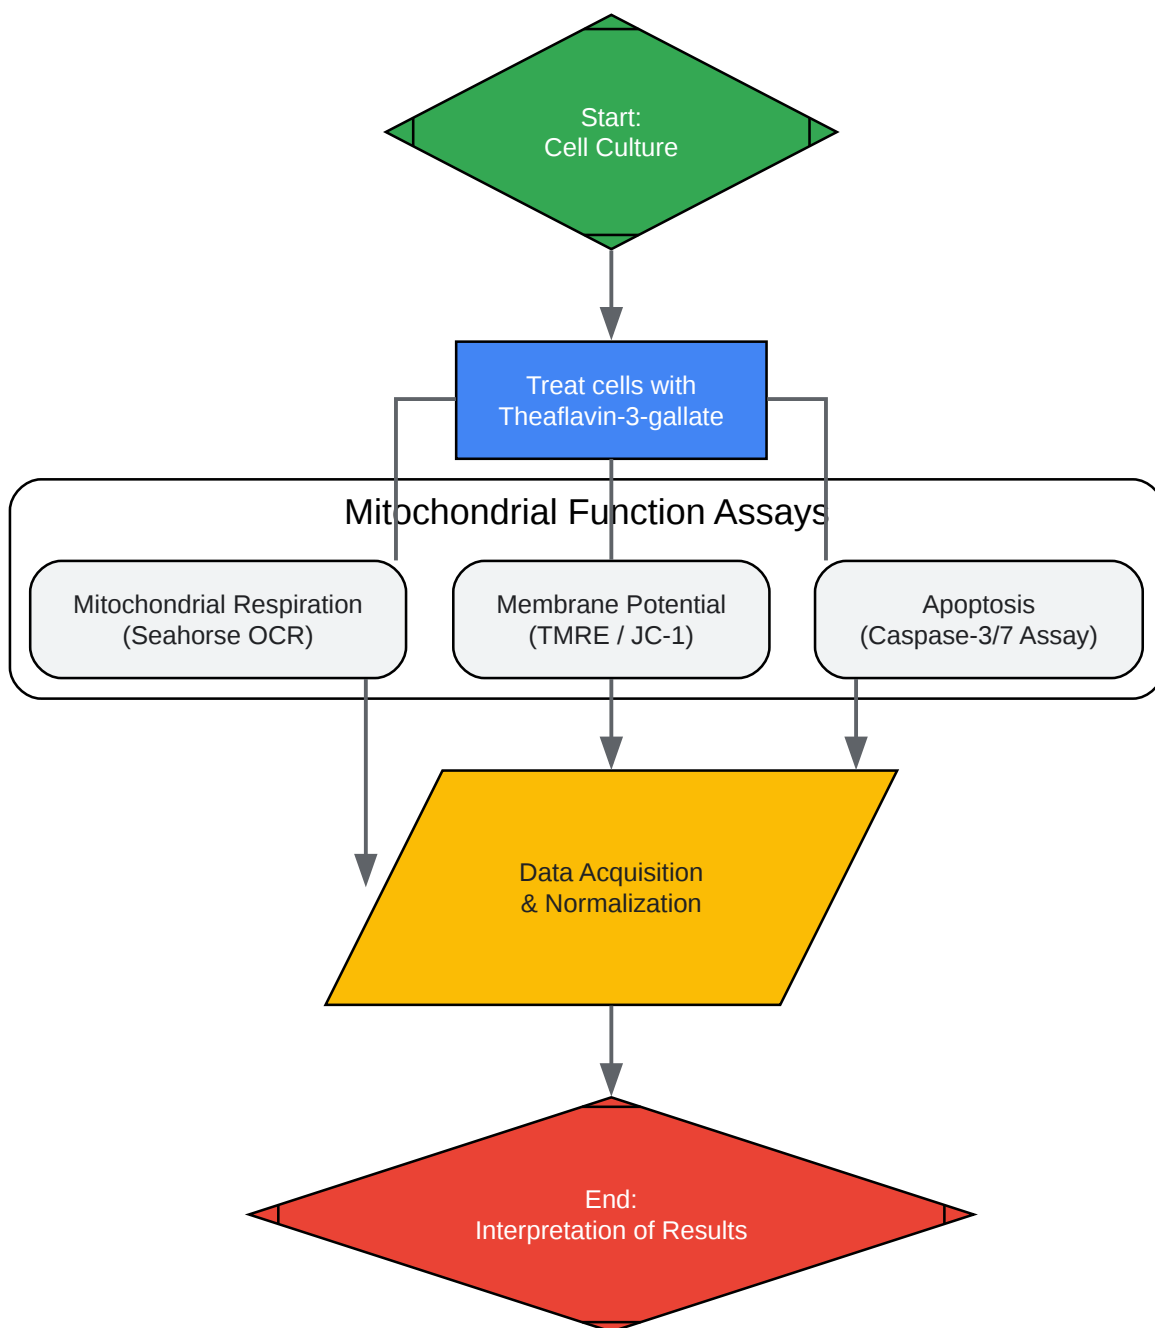 Start:
Cell Culture
Treat cells with
Theaflavin-3-gallate
Mitochondrial Function Assays
Mitochondrial Respiration
(Seahorse OCR)
Membrane Potential
(TMRE / JC-1)
Apoptosis
(Caspase-3/7 Assay)
Data Acquisition
& Normalization
End:
Interpretation of Results